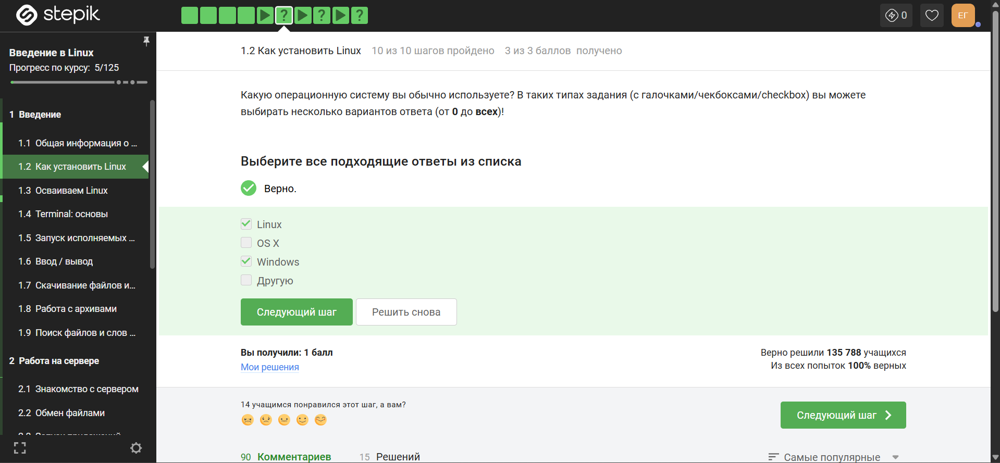 stepik
? ? ?
0
ЕГ
Введение в Linux
Прогресс по курсу: 5/125
1 Введение
1.1 Общая информация о ...
1.2 Как установить Linux
1.3 Осваиваем Linux
1.4 Terminal: основы
1.5 Запуск исполняемых ...
1.6 Ввод / вывод
1.7 Скачивание файлов и...
1.8 Работа с архивами
1.9 Поиск файлов и слов ...
2 Работа на сервере
2.1 Знакомство с сервером
2.2 Обмен файлами
1.2 Как установить Linux 10 из 10 шагов пройдено 3 из 3 баллов получено
Какую операционную систему вы обычно используете? В таких типах задания (с галочками/чекбоксами/checkbox) вы можете
выбирать несколько вариантов ответа (от 0 до всех)!
Выберите все подходящие ответы из списка
Верно.
Linux
OS X
Windows
Другую
Следующий шаг
Решить снова
Вы получили: 1 балл
Мои решения
Верно решили 135 788 учащихся
Из всех попыток 100% верных
14 учащимся понравился этот шаг, а вам?
Следующий шаг
90 Комментариев
15 Решений
Самые популярные